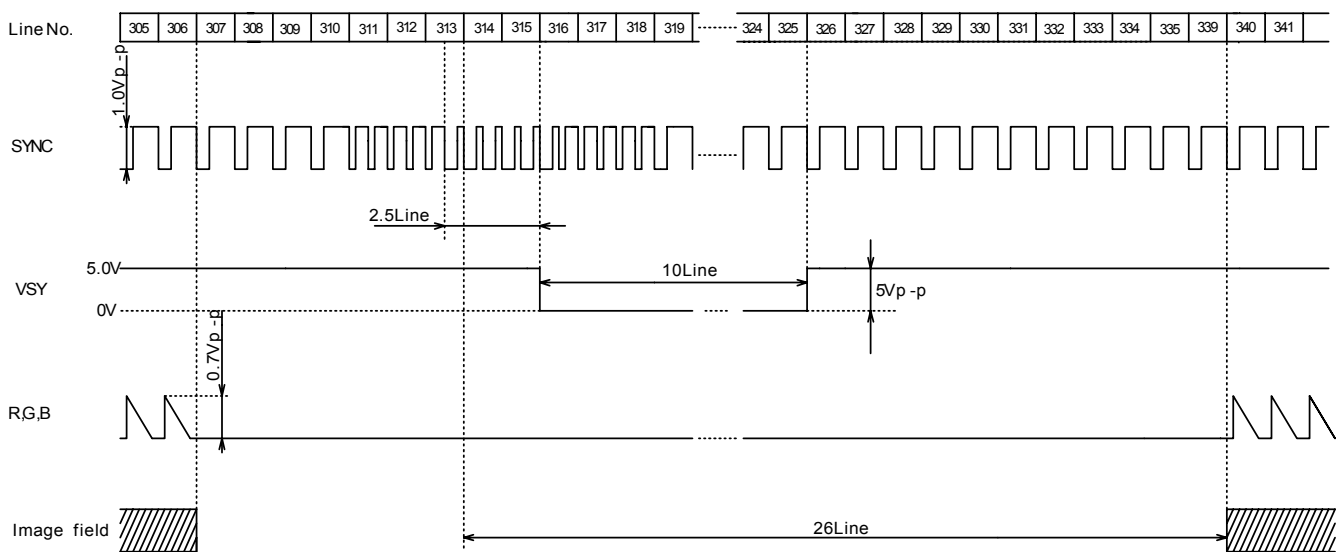 Line No. 305 306 307 308 309 310 311 312 313 314 315 316 317 318 319 324 325 326 327 328 329 330 331 332 333 334 335 339 340 341
1.0Vp-p
SYNC
2.5Line
5.0V
VSY
10Line
5Vp-p
0V
0.7Vp-p
R,G,B
Image field
26Line